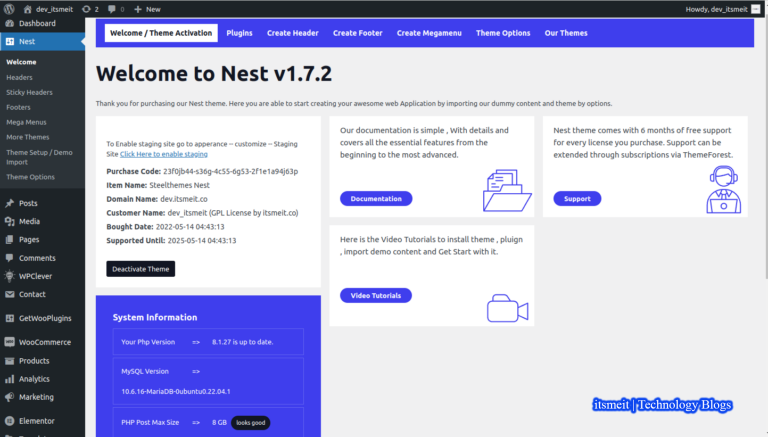 dev_itsmeit
2
0
New
Howdy, dev_itsmeit
Dashboard
Nest
Welcome
Headers
Sticky Headers
Footers
Mega Menus
More Themes
Theme Setup / Demo
Import
Theme Options
Posts
Media
Pages
Comments
WPClever
Contact
GetWooPlugins
WooCommerce
Products
Analytics
Marketing
Elementor
Welcome / Theme Activation
Plugins
Create Header
Create Footer
Create Megamenu
Theme Options
Our Themes
Welcome to Nest v1.7.2
Thank you for purchasing our Nest theme. Here you are able to start creating your awesome web Application by importing our dummy content and theme by options.
To Enable staging site go to apperance -- customize -- Staging
Site Click Here to enable staging
Purchase Code: 23f0jb44-s36g-4c55-6g53-2f1e1a94j63p
Item Name: Steelthemes Nest
Domain Name: dev.itsmeit.co
Customer Name: dev_itsmeit (GPL License by itsmeit.co)
Bought Date: 2022-05-14 04:43:13
Supported Until: 2025-05-14 04:43:13
Deactivate Theme
Our documentation is simple , With details and
covers all the essential features from the
beginning to the most advanced.
Documentation
Nest theme comes with 6 months of free support
for every license you purchase. Support can be
extended through subscriptions via ThemeForest.
Support
Here is the Video Tutorials to install theme , pluign
, import demo content and Get Start with it.
Video Tutorials
System Information
Your Php Version => 8.1.27 is up to date.
MySQL Version =>
10.6.16-MariaDB-0ubuntu0.22.04.1
PHP Post Max Size => 8 GB looks good
itsmeit | Technology Blogs